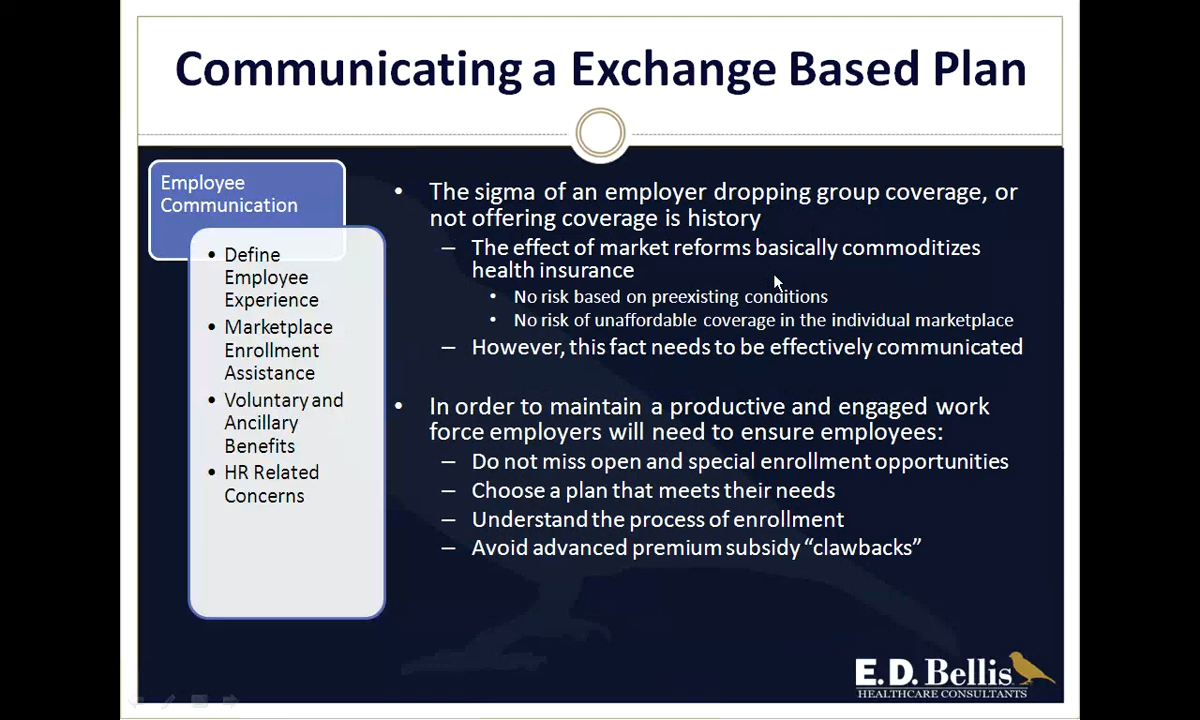 Communicating a Exchange Based Plan
Employee
Communication
• Define
Employee
Experience
• Marketplace
Enrollment
Assistance
• Voluntary and
Ancillary
Benefits
• HR Related
Concerns
• The sigma of an employer dropping group coverage, or
not offering coverage is history
– The effect of market reforms basically commoditizes
health insurance
• No risk based on preexisting conditions
• No risk of unaffordable coverage in the individual marketplace
– However, this fact needs to be effectively communicated
• In order to maintain a productive and engaged work
force employers will need to ensure employees:
– Do not miss open and special enrollment opportunities
– Choose a plan that meets their needs
– Understand the process of enrollment
– Avoid advanced premium subsidy “clawbacks”
E.D. Bellis
HEALTHCARE CONSULTANTS